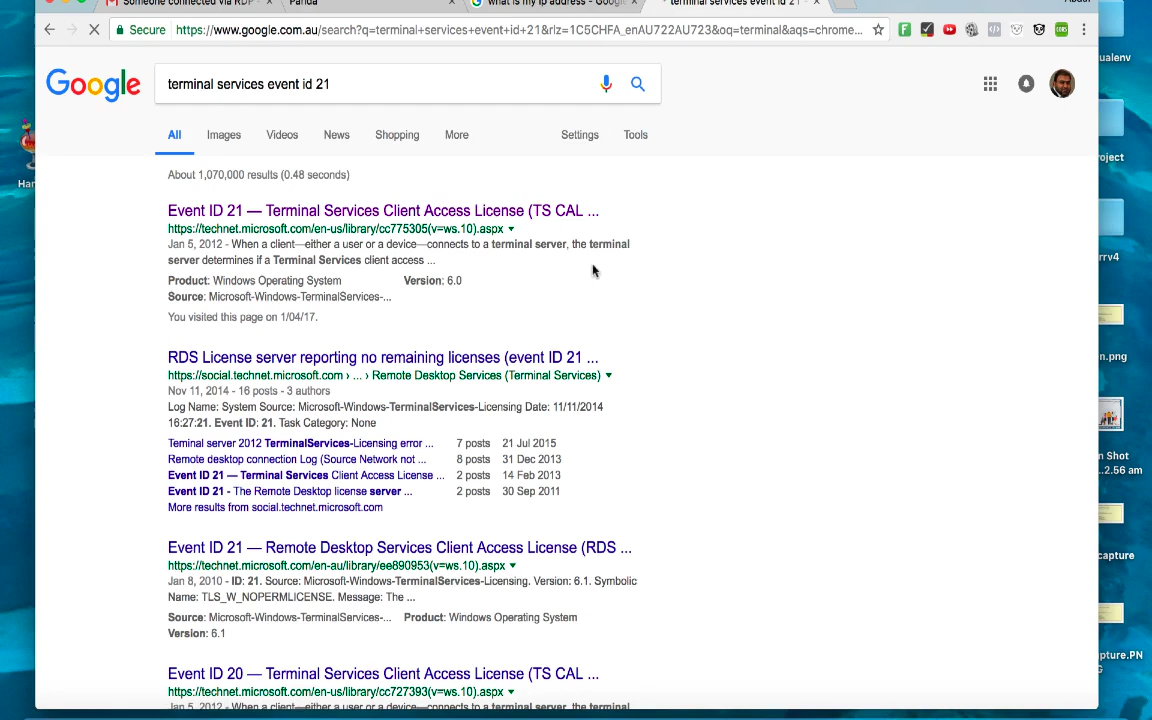 Someone connected via RDP
Panda
what is my ip address - Google
terminal services event id 21
Secure https://www.google.com.au/search?q=terminal+services+event+id+21&rlz=1C5CHFA_enAU722AU723&oq=terminal&aqs=chrome...
Google
terminal services event id 21
All Images Videos News Shopping More Settings Tools
About 1,070,000 results (0.48 seconds)
Event ID 21 — Terminal Services Client Access License (TS CAL ...
https://technet.microsoft.com/en-us/library/cc775305(v=ws.10).aspx
Jan 5, 2012 - When a client—either a user or a device—connects to a terminal server, the terminal
server determines if a Terminal Services client access ...
Product: Windows Operating System Version: 6.0
Source: Microsoft-Windows-TerminalServices-...
You visited this page on 1/04/17.
RDS License server reporting no remaining licenses (event ID 21 ...
https://social.technet.microsoft.com › ... › Remote Desktop Services (Terminal Services)
Nov 11, 2014 - 16 posts - 3 authors
Log Name: System Source: Microsoft-Windows-TerminalServices-Licensing Date: 11/11/2014
16:27:21. Event ID: 21. Task Category: None
Teminal server 2012 TerminalServices-Licensing error ... 7 posts 21 Jul 2015
Remote desktop connection Log (Source Network not ... 8 posts 31 Dec 2013
Event ID 21 — Terminal Services Client Access License ... 2 posts 14 Feb 2013
Event ID 21 - The Remote Desktop license server ... 2 posts 30 Sep 2011
More results from social.technet.microsoft.com
Event ID 21 — Remote Desktop Services Client Access License (RDS ...
https://technet.microsoft.com/en-au/library/ee890953(v=ws.10).aspx
Jan 8, 2010 - ID: 21. Source: Microsoft-Windows-TerminalServices-Licensing. Version: 6.1. Symbolic
Name: TLS_W_NOPERMLICENSE. Message: The ...
Source: Microsoft-Windows-TerminalServices-... Product: Windows Operating System
Version: 6.1
Event ID 20 — Terminal Services Client Access License (TS CAL ...
https://technet.microsoft.com/en-us/library/cc727393(v=ws.10).aspx
Jan 5, 2012 - When a client—either a user or a device—connects to a terminal server, the terminal
Har
ualenv
oject
rrv4
n.png
n Shot
...2.56 am
capture
pture.PN
G